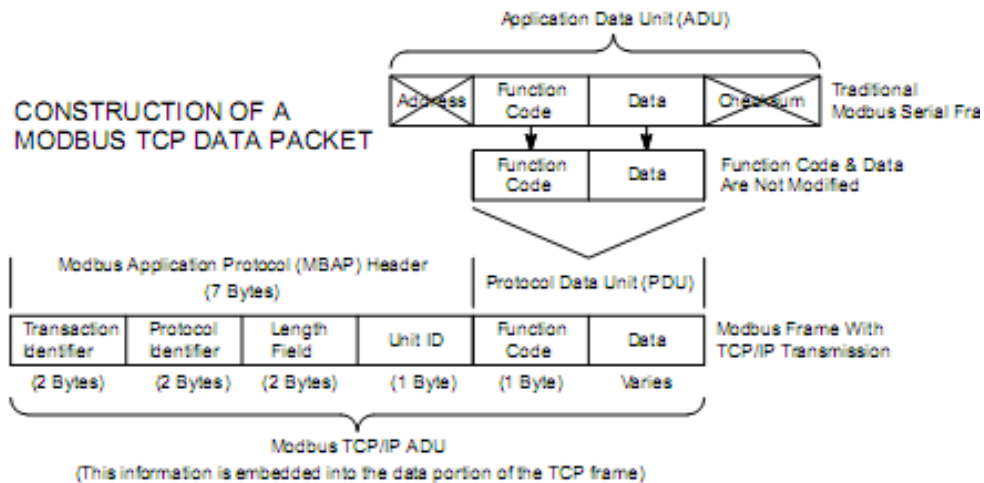 Application Data Unit (ADU)
CONSTRUCTION OF A
MODBUS TCP DATA PACKET
Address
Function
Code
Data
Checksum
Traditional
Modbus Serial Fra
Function
Code
Data
Function Code & Data
Are Not Modified
Modbus Application Protocol (MBAP) Header
(7 Bytes)
Protocol Data Unit (PDU)
Transaction
Identifier
Protocol
Identifier
Length
Field
Unit ID
Function
Code
Data
Modbus Frame With
TCP/IP Transmission
(2 Bytes)
(2 Bytes)
(2 Bytes)
(1 Byte)
(1 Byte)
Varies
Modbus TCP/IP ADU
(This information is embedded into the data portion of the TCP frame)